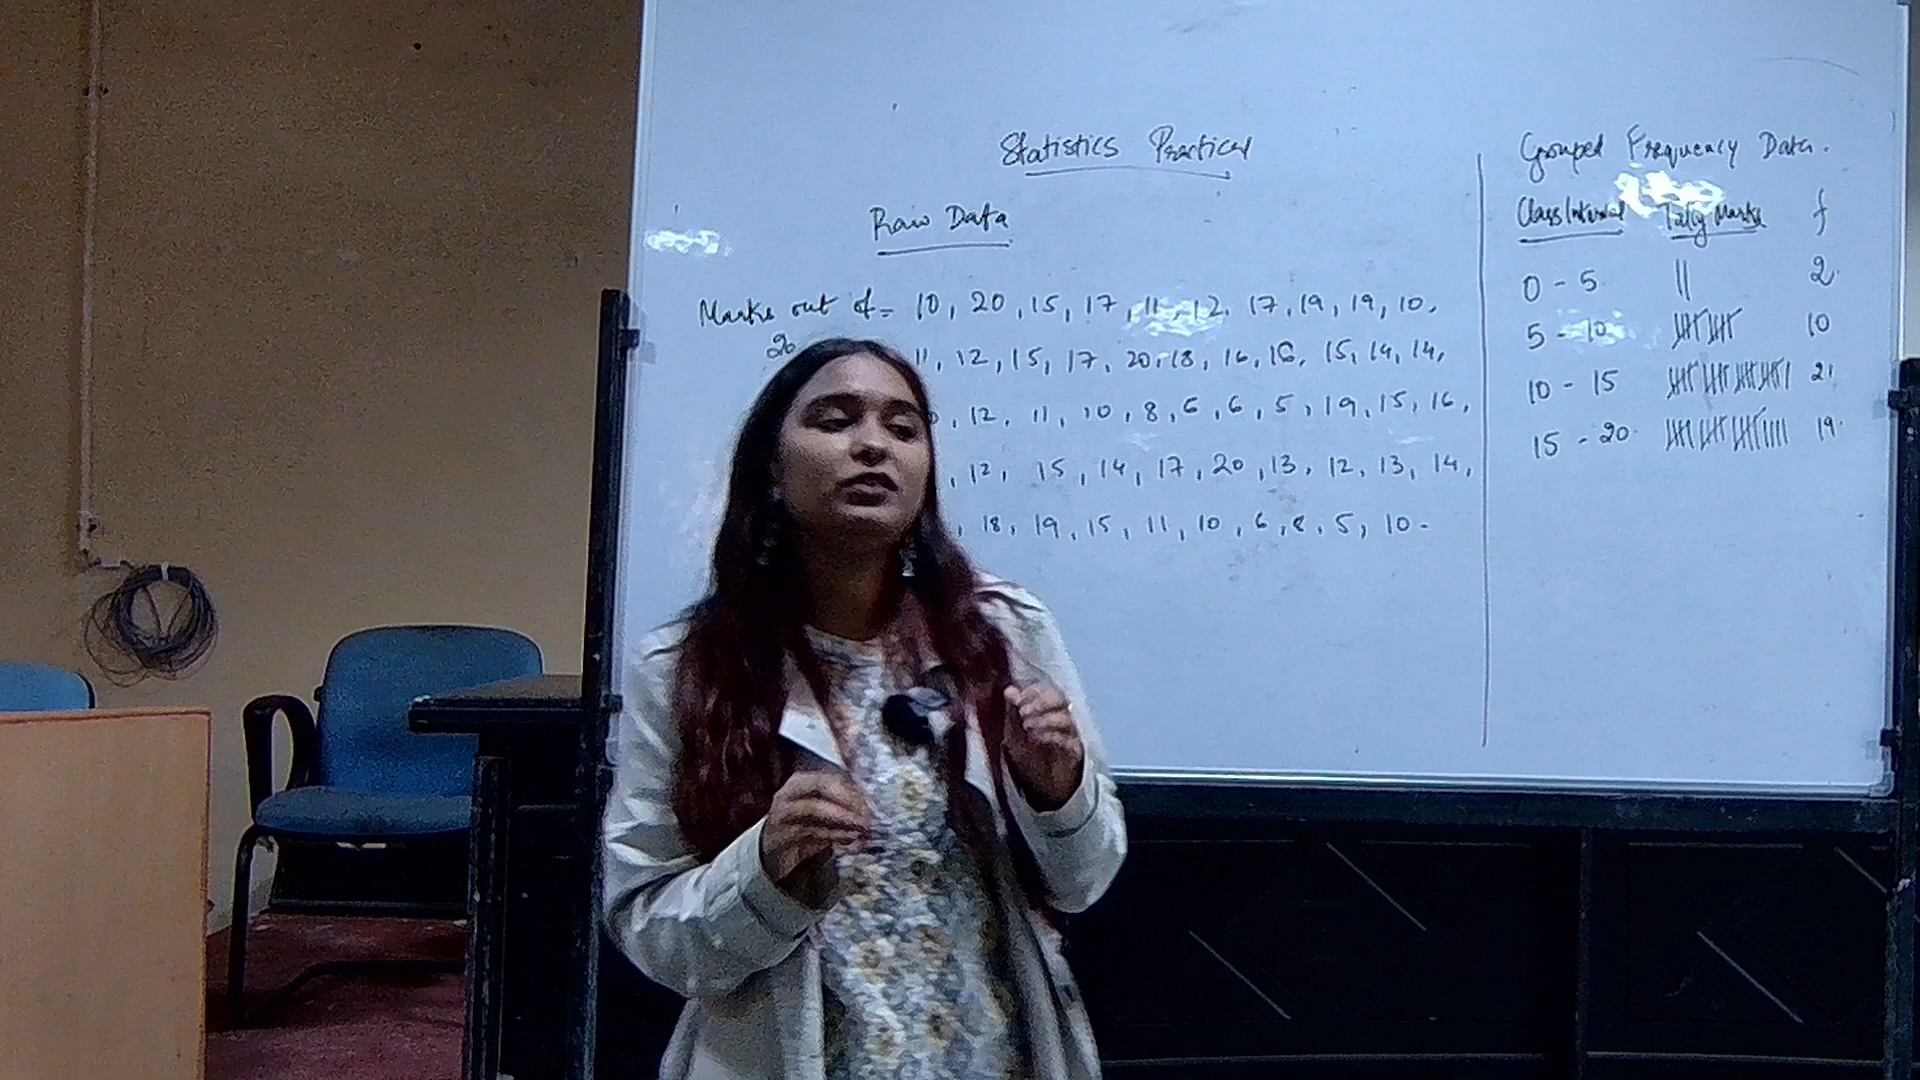 Statistics Practical
Raw Data
Marks out of = 10, 20, 15, 17, 11, 12, 17, 19, 19, 10,
20
11, 12, 15, 17, 20, 18, 16, 16, 15, 14, 14,
, 12, 11, 10, 8, 6, 6, 5, 19, 15, 16,
, 12, 15, 14, 17, 20, 13, 12, 13, 14,
, 18, 19, 15, 11, 10, 6, 8, 5, 10.
Grouped Frequency Data.
Class Interval Tally Marks f
0 - 5 || 2
5 - 10 |||| |||| 10
10 - 15 |||| |||| |||| |||| | 21
15 - 20 |||| |||| |||| |||| 19